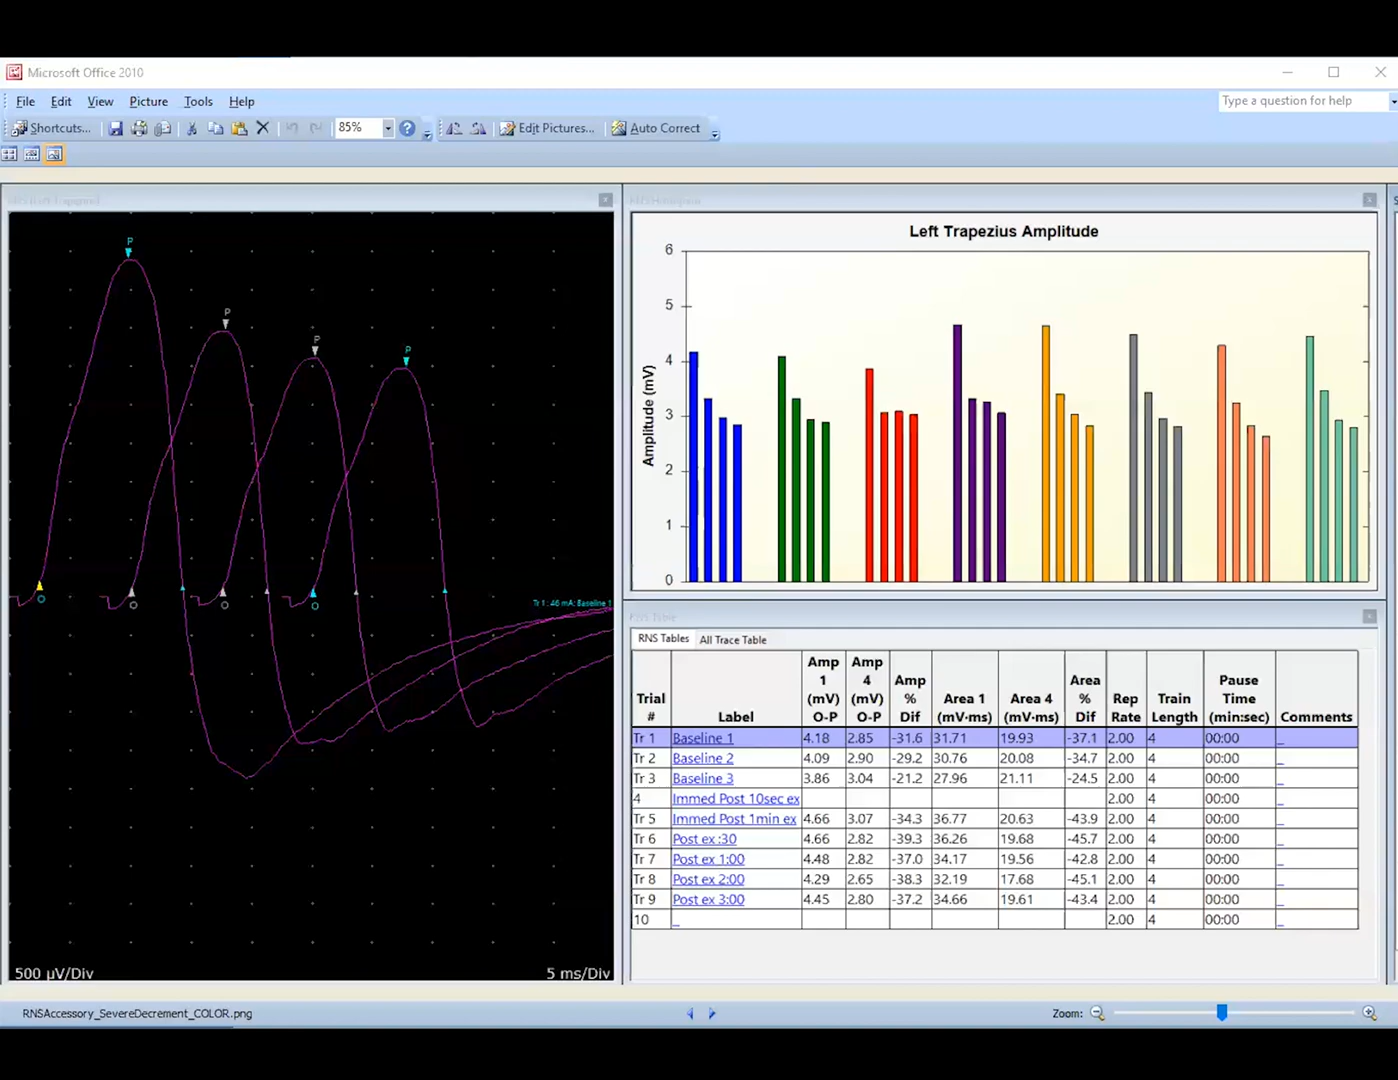 Microsoft Office 2010
File Edit View Picture Tools Help
Type a question for help
Shortcuts... 85% Edit Pictures... Auto Correct
P
P
P
P
O
O
O
O
Tr 1: 46 mA: Baseline 1
500 µV/Div 5 ms/Div
Left Trapezius Amplitude
Amplitude (mV)
6
5
4
3
2
1
0
RNS Table
RNS Tables All Trace Table
Trial # Label Amp 1 (mV) O-P Amp 4 (mV) O-P Amp % Dif Area 1 (mV·ms) Area 4 (mV·ms) Area % Dif Rep Rate Train Length Pause Time (min:sec) Comments
Tr 1 Baseline 1 4.18 2.85 -31.6 31.71 19.93 -37.1 2.00 4 00:00 _
Tr 2 Baseline 2 4.09 2.90 -29.2 30.76 20.08 -34.7 2.00 4 00:00 _
Tr 3 Baseline 3 3.86 3.04 -21.2 27.96 21.11 -24.5 2.00 4 00:00 _
4 Immed Post 10sec ex 2.00 4 00:00 _
Tr 5 Immed Post 1min ex 4.66 3.07 -34.3 36.77 20.63 -43.9 2.00 4 00:00 _
Tr 6 Post ex :30 4.66 2.82 -39.3 36.26 19.68 -45.7 2.00 4 00:00 _
Tr 7 Post ex 1:00 4.48 2.82 -37.0 34.17 19.56 -42.8 2.00 4 00:00 _
Tr 8 Post ex 2:00 4.29 2.65 -38.3 32.19 17.68 -45.1 2.00 4 00:00 _
Tr 9 Post ex 3:00 4.45 2.80 -37.2 34.66 19.61 -43.4 2.00 4 00:00 _
10 _ 2.00 4 00:00 _
RNSAccessory_SevereDecrement_COLOR.png
Zoom: